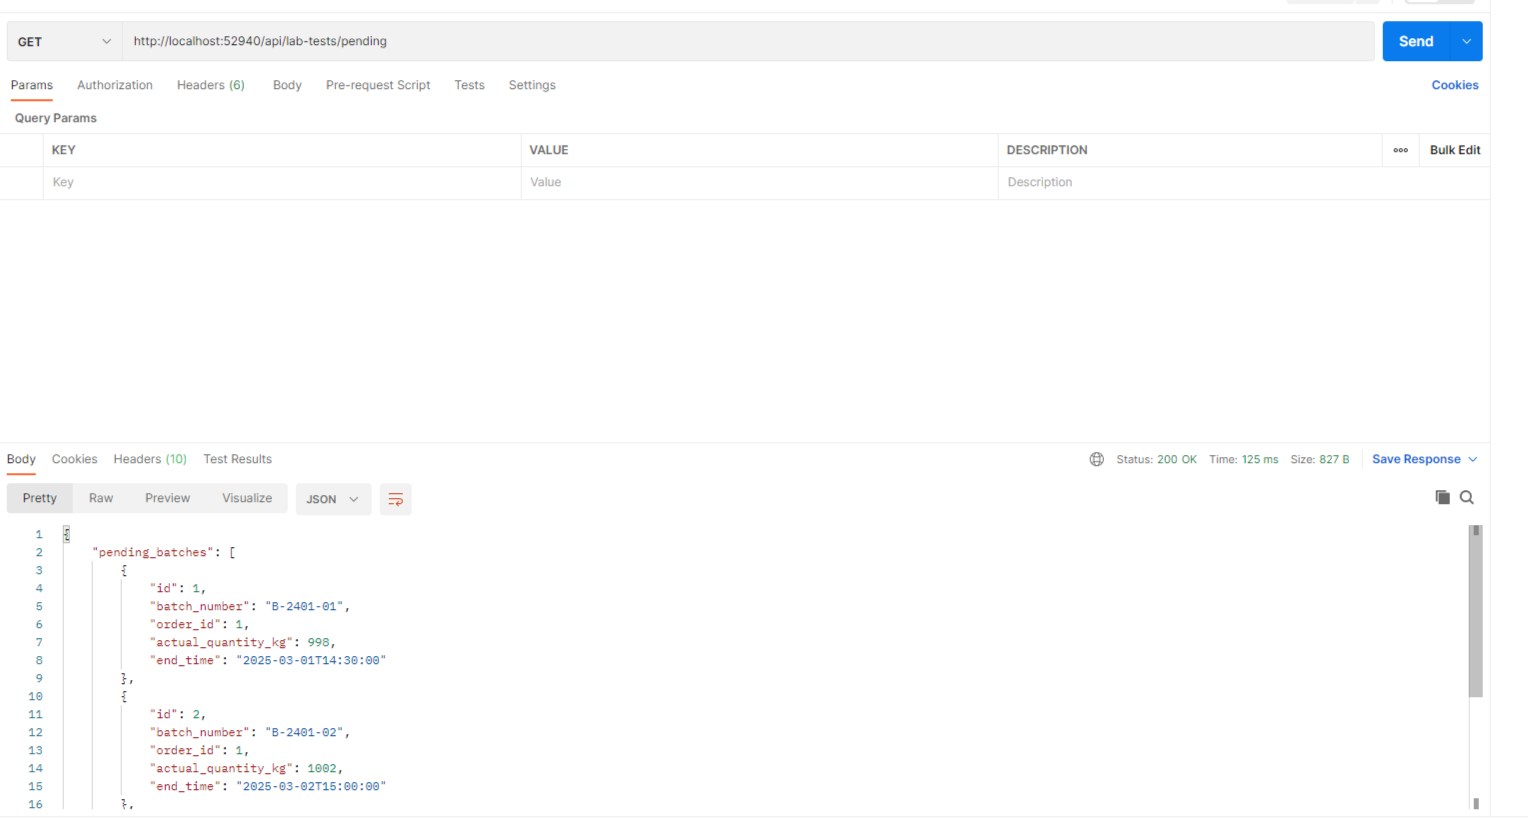 GET http://localhost:52940/api/lab-tests/pending Send
Params Authorization Headers (6) Body Pre-request Script Tests Settings Cookies
Query Params
KEY VALUE DESCRIPTION ooo Bulk Edit
Key Value Description
Body Cookies Headers (10) Test Results Status: 200 OK Time: 125 ms Size: 827 B Save Response
Pretty Raw Preview Visualize JSON
1 {
2 "pending_batches": [
3 {
4 "id": 1,
5 "batch_number": "B-2401-01",
6 "order_id": 1,
7 "actual_quantity_kg": 998,
8 "end_time": "2025-03-01T14:30:00"
9 },
10 {
11 "id": 2,
12 "batch_number": "B-2401-02",
13 "order_id": 1,
14 "actual_quantity_kg": 1002,
15 "end_time": "2025-03-02T15:00:00"
16 },